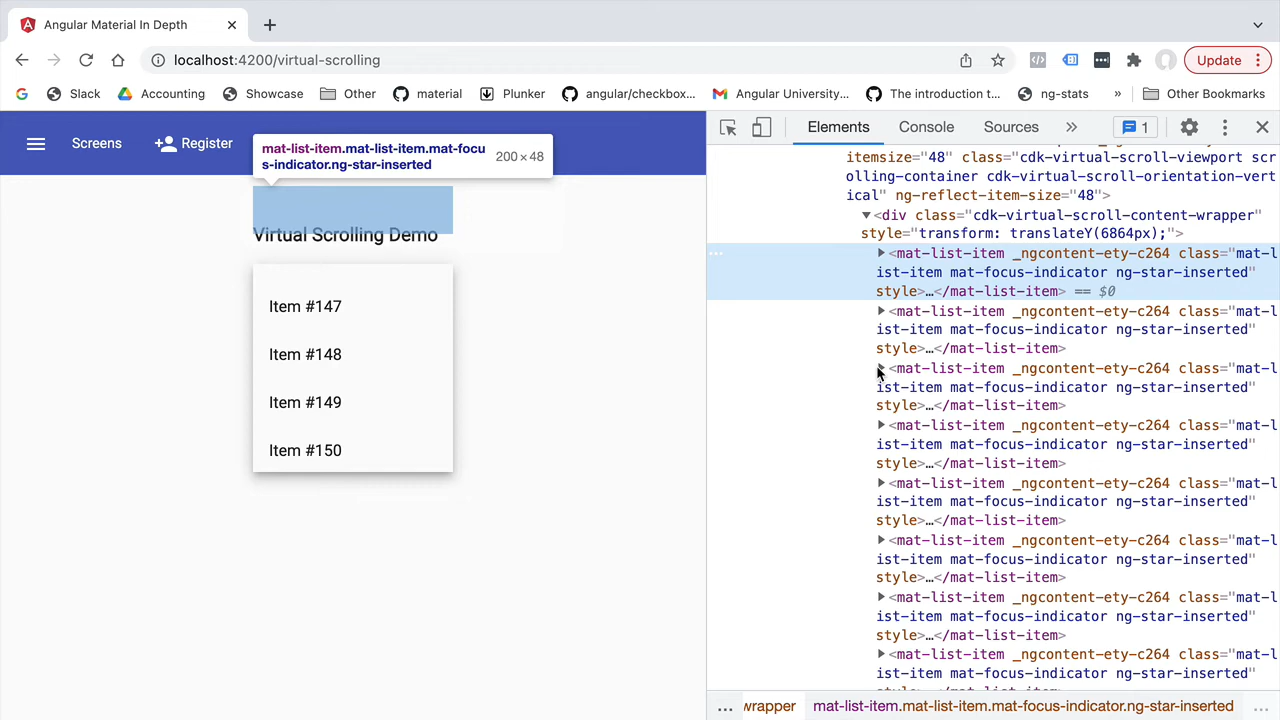 Angular Material In Depth
localhost:4200/virtual-scrolling
Update
Slack
Accounting
Showcase
Other
material
Plunker
angular/checkbox...
Angular University,...
The introduction t...
ng-stats
»
Other Bookmarks
Screens
Register
mat-list-item.mat-list-item.mat-focu
s-indicator.ng-star-inserted
200 × 48
Virtual Scrolling Demo
Item #147
Item #148
Item #149
Item #150
Elements
Console
Sources
»
1
itemsize="48" class="cdk-virtual-scroll-viewport scr
olling-container cdk-virtual-scroll-orientation-vert
ical" ng-reflect-item-size="48">
<div class="cdk-virtual-scroll-content-wrapper"
style="transform: translateY(6864px);">
<mat-list-item _ngcontent-ety-c264 class="mat-l
ist-item mat-focus-indicator ng-star-inserted"
style>…</mat-list-item> == $0
<mat-list-item _ngcontent-ety-c264 class="mat-l
ist-item mat-focus-indicator ng-star-inserted"
style>…</mat-list-item>
<mat-list-item _ngcontent-ety-c264 class="mat-l
ist-item mat-focus-indicator ng-star-inserted"
style>…</mat-list-item>
<mat-list-item _ngcontent-ety-c264 class="mat-l
ist-item mat-focus-indicator ng-star-inserted"
style>…</mat-list-item>
<mat-list-item _ngcontent-ety-c264 class="mat-l
ist-item mat-focus-indicator ng-star-inserted"
style>…</mat-list-item>
<mat-list-item _ngcontent-ety-c264 class="mat-l
ist-item mat-focus-indicator ng-star-inserted"
style>…</mat-list-item>
<mat-list-item _ngcontent-ety-c264 class="mat-l
ist-item mat-focus-indicator ng-star-inserted"
style>…</mat-list-item>
<mat-list-item _ngcontent-ety-c264 class="mat-l
ist-item mat-focus-indicator ng-star-inserted"
... wrapper mat-list-item.mat-list-item.mat-focus-indicator.ng-star-inserted ...